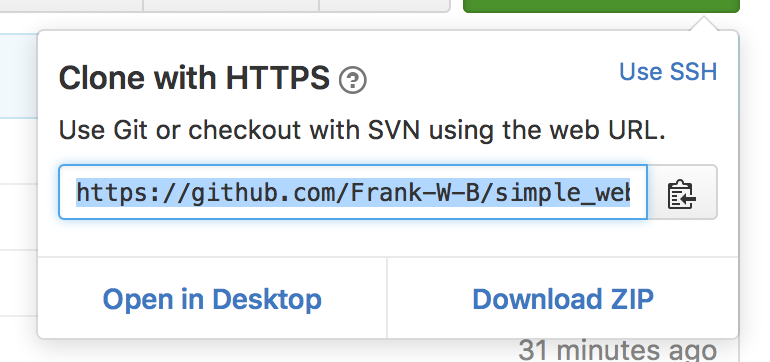 Clone with HTTPS ?
Use SSH
Use Git or checkout with SVN using the web URL.
https://github.com/Frank-W-B/simple_web
Open in Desktop
Download ZIP
31 minutes ago